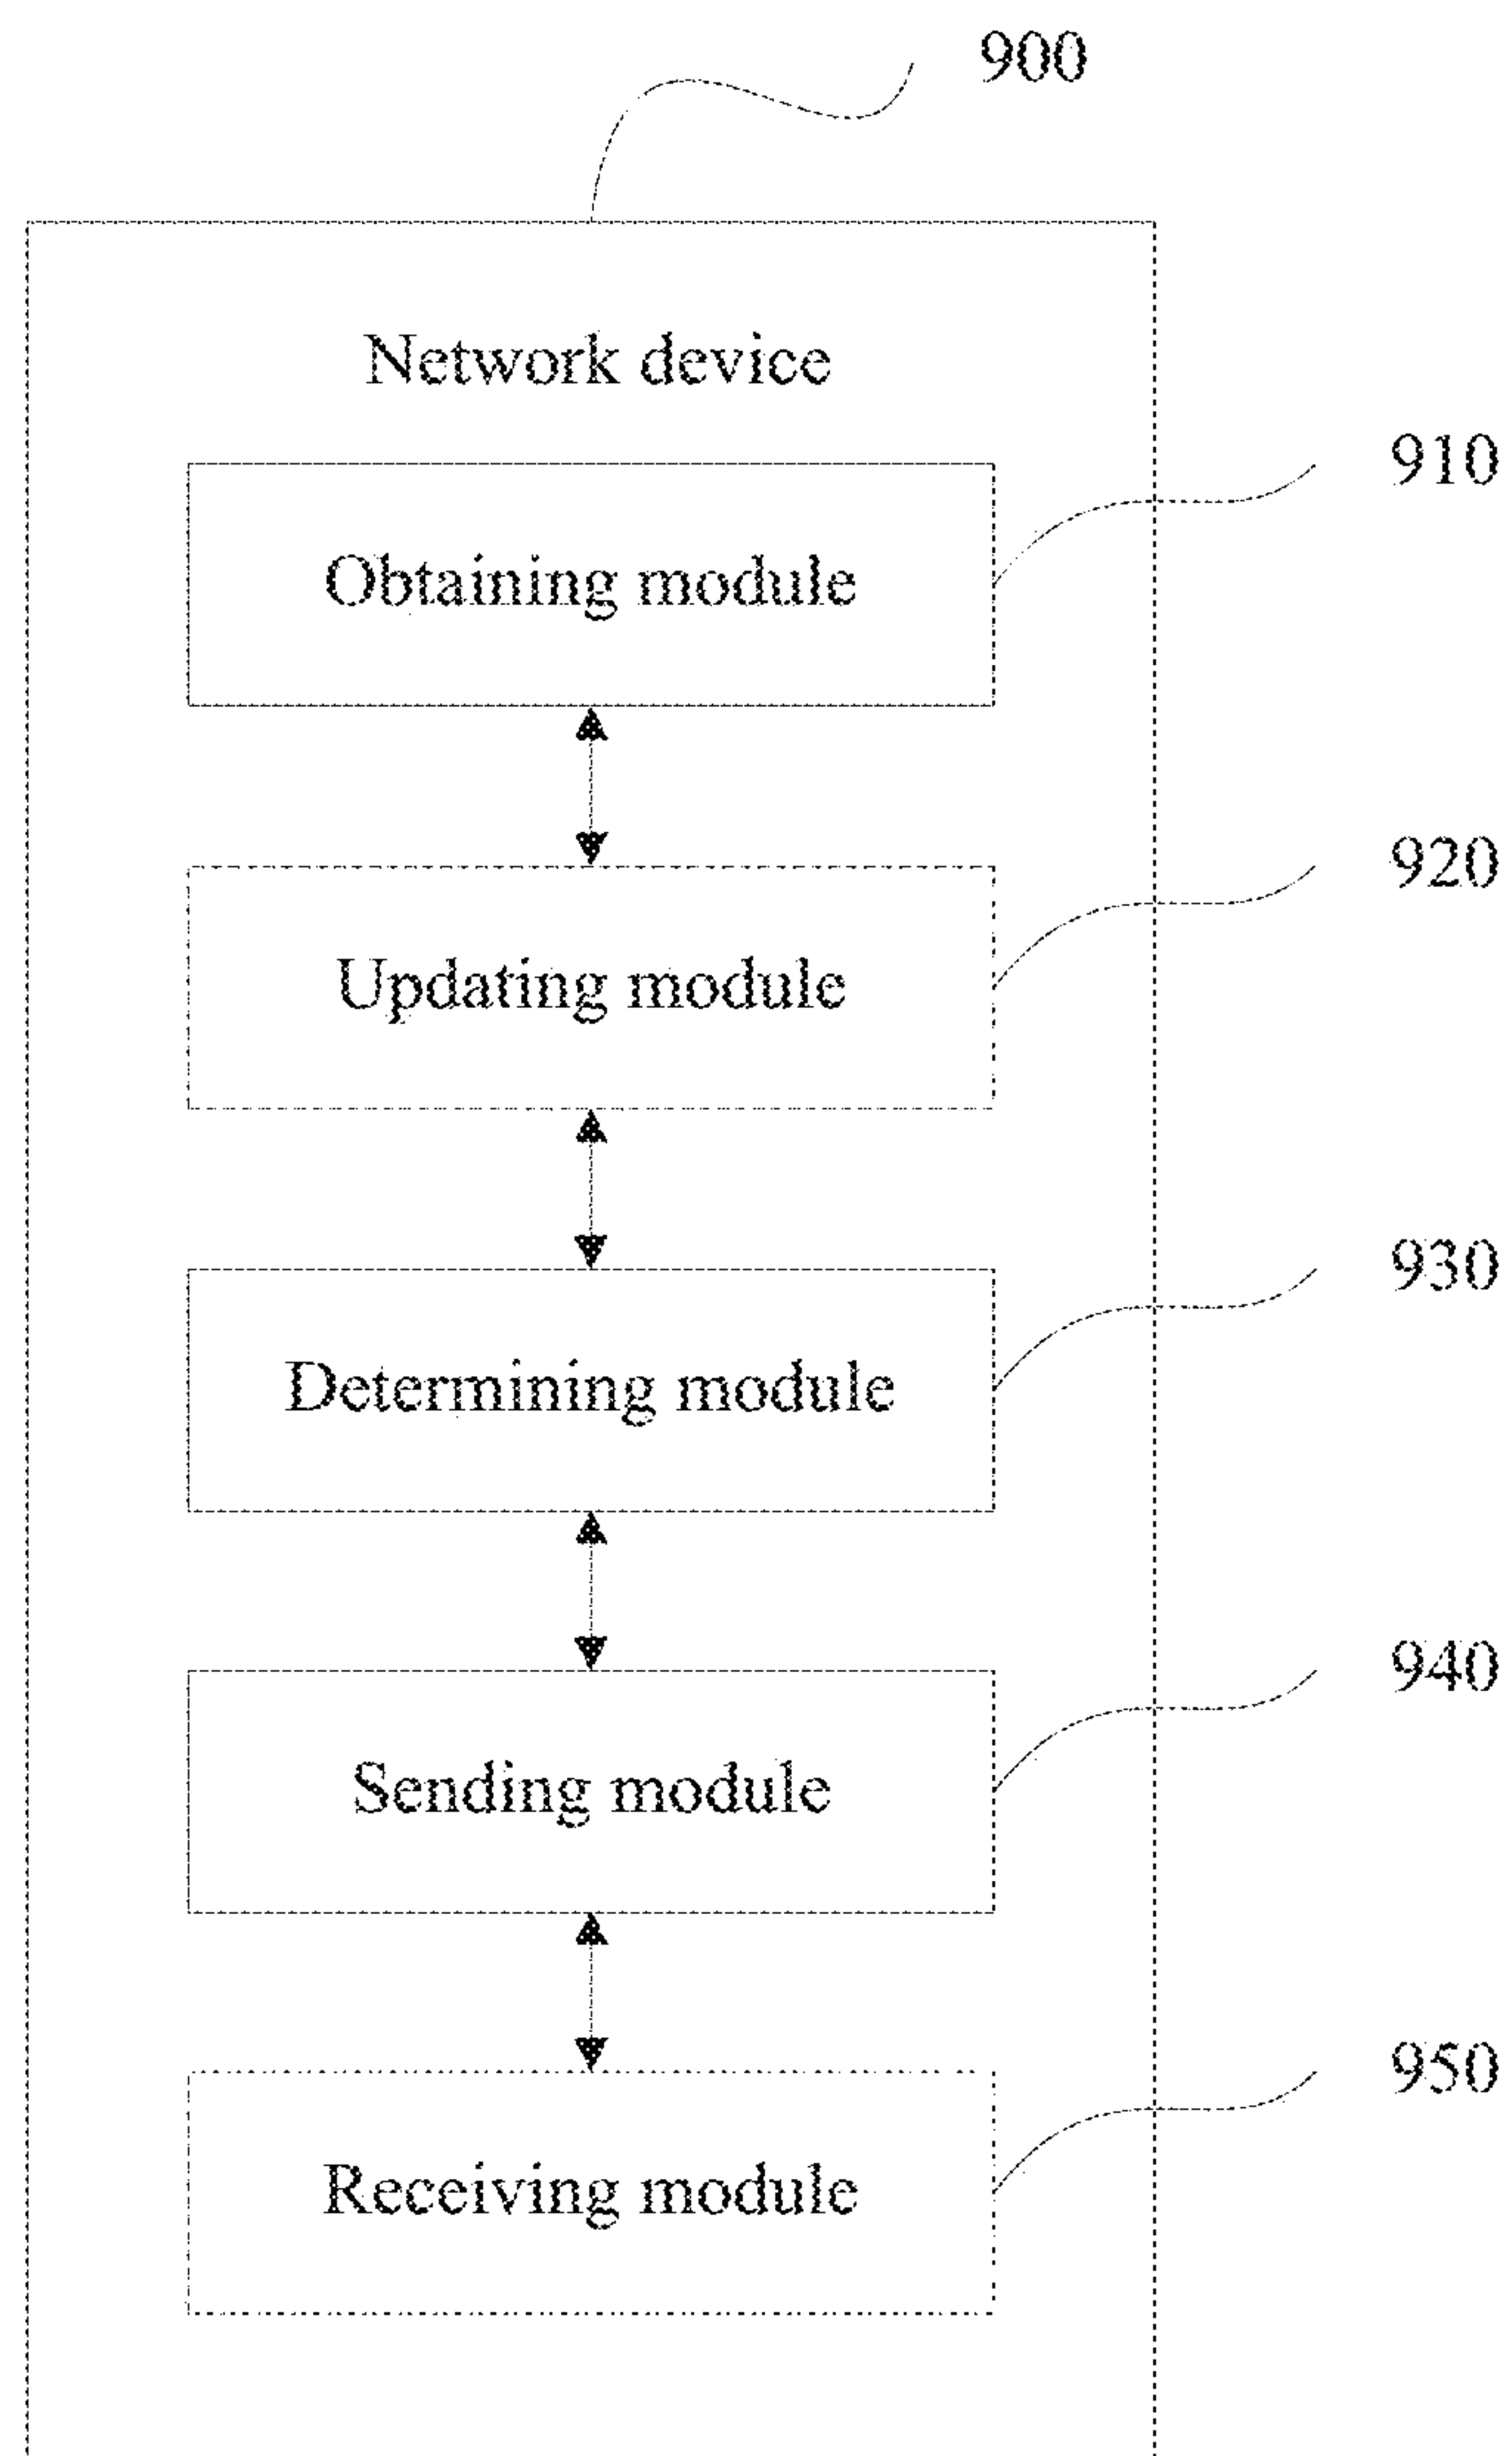 900
Network device
910
Obtaining module
920
Updating module
930
Determining module
940
Sending module
950
Receiving module